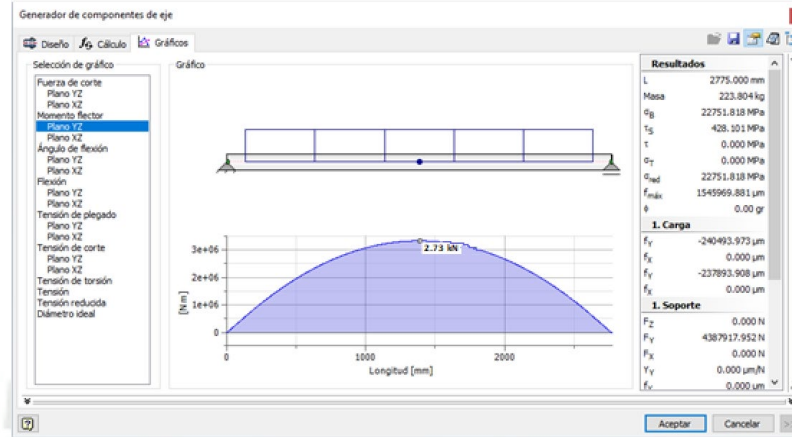 Generador de componentes de eje
Diseño
Cálculo
Gráficos
Selección de gráfico
Fuerza de corte
Plano YZ
Plano XZ
Momento flector
Plano YZ
Plano XZ
Ángulo de flexión
Plano YZ
Plano XZ
Flexión
Plano YZ
Plano XZ
Tensión de plegado
Plano YZ
Plano XZ
Tensión de corte
Plano YZ
Plano XZ
Tensión de torsión
Tensión
Tensión reducida
Diámetro ideal
Gráfico
2.73 kN
3e+06
2e+06
1e+06
0
[N m]
0 1000 2000
Longitud [mm]
Resultados
L 2775.000 mm
Masa 223.804 kg
σB 22751.818 MPa
τS 428.101 MPa
τ 0.000 MPa
σT 0.000 MPa
σred 22751.818 MPa
fmáx 1545969.881 µm
ϕ 0.00 gr
1. Carga
fY -240493.973 µm
fX 0.000 µm
fY -237893.908 µm
fX 0.000 µm
1. Soporte
FZ 0.000 N
FY 4387917.952 N
FX 0.000 N
YY 0.000 µm/N
fY 0.000 µm
Aceptar
Cancelar
>>